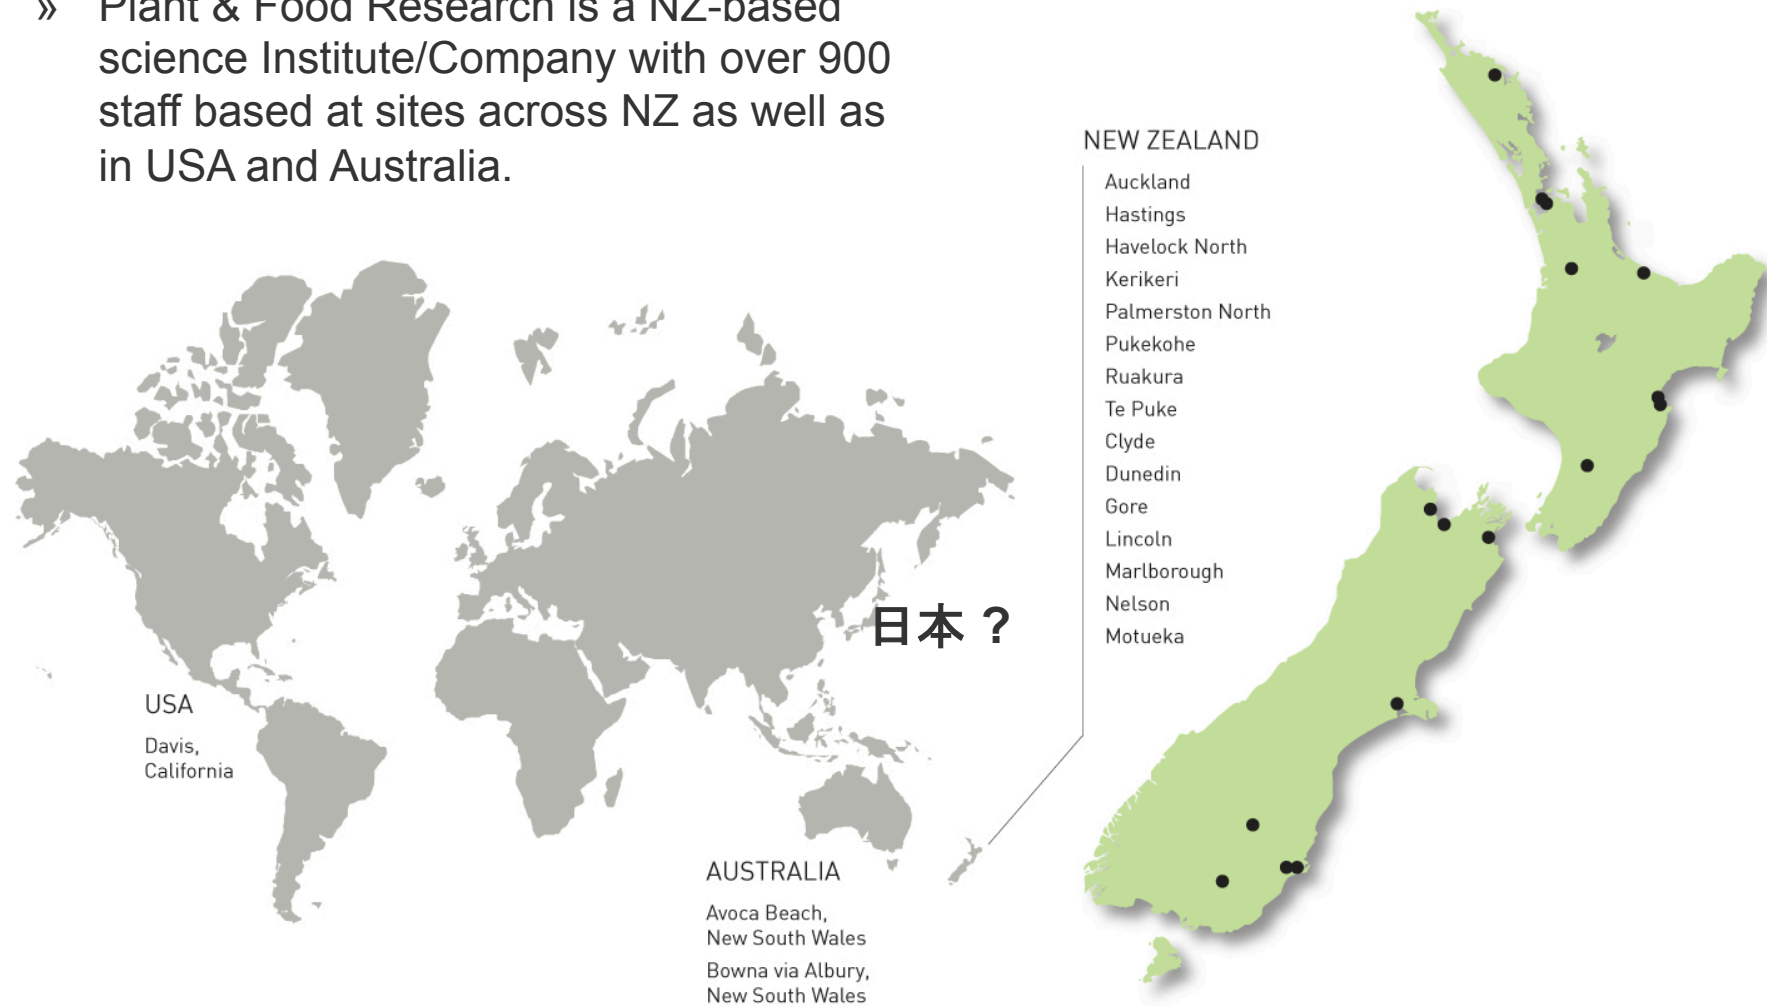 » Plant & Food Research is a NZ-based
science Institute/Company with over 900
staff based at sites across NZ as well as
in USA and Australia.
NEW ZEALAND
Auckland
Hastings
Havelock North
Kerikeri
Palmerston North
Pukekohe
Ruakura
Te Puke
Clyde
Dunedin
Gore
Lincoln
Marlborough
Nelson
Motueka
日本？
USA
Davis,
California
AUSTRALIA
Avoca Beach,
New South Wales
Bowna via Albury,
New South Wales